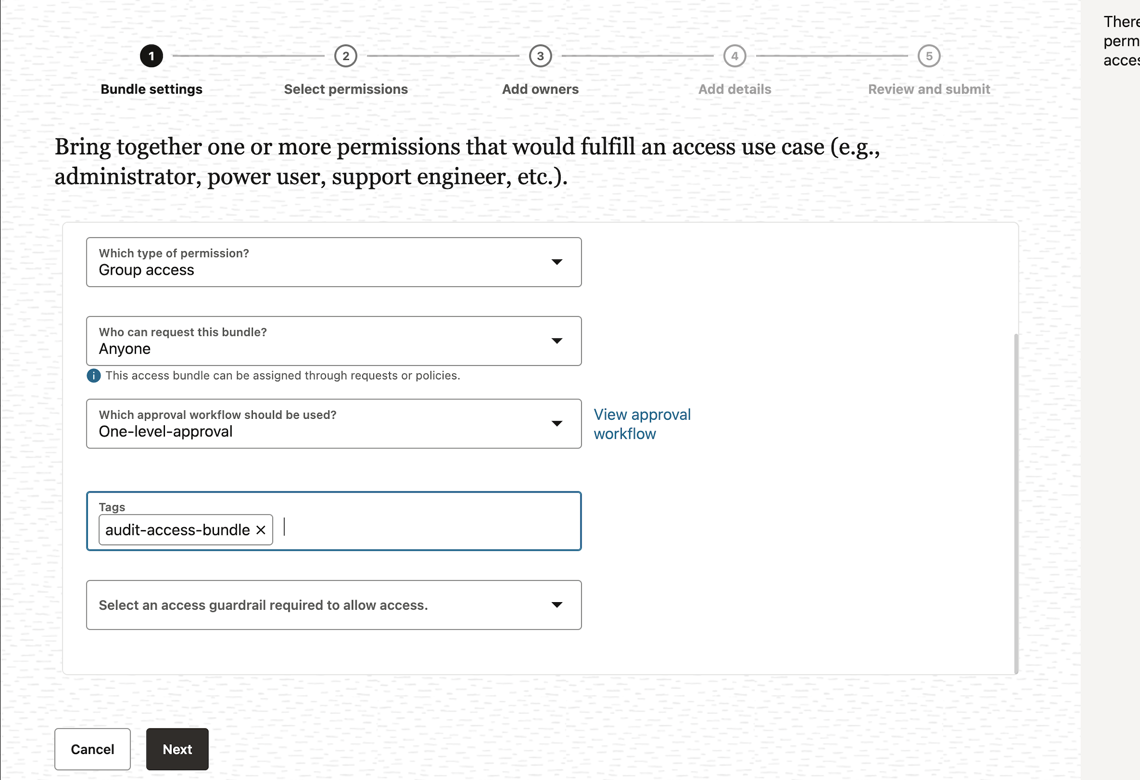 There
perm
acces
1
2
3
4
5
Bundle settings
Select permissions
Add owners
Add details
Review and submit
Bring together one or more permissions that would fulfill an access use case (e.g.,
administrator, power user, support engineer, etc.).
Which type of permission?
Group access
Who can request this bundle?
Anyone
i This access bundle can be assigned through requests or policies.
Which approval workflow should be used?
One-level-approval
View approval
workflow
Tags
audit-access-bundle ×
Select an access guardrail required to allow access.
Cancel
Next